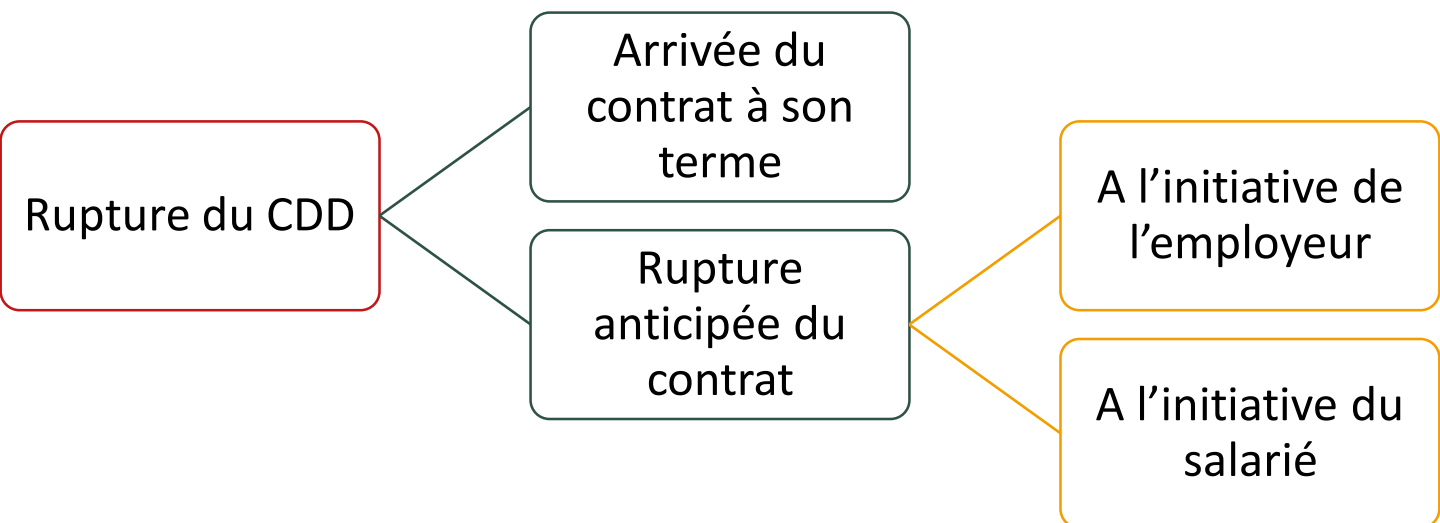 Rupture du CDD
Arrivée du
contrat à son
terme
Rupture
anticipée du
contrat
A l’initiative de
l’employeur
A l’initiative du
salarié